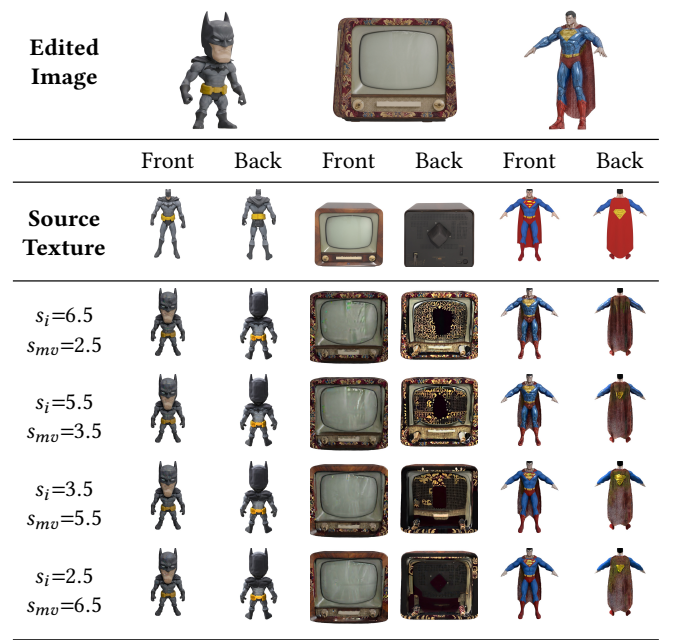 Edited
Image
Front Back Front Back Front Back
Source
Texture
s_i=6.5
s_mv=2.5
s_i=5.5
s_mv=3.5
s_i=3.5
s_mv=5.5
s_i=2.5
s_mv=6.5